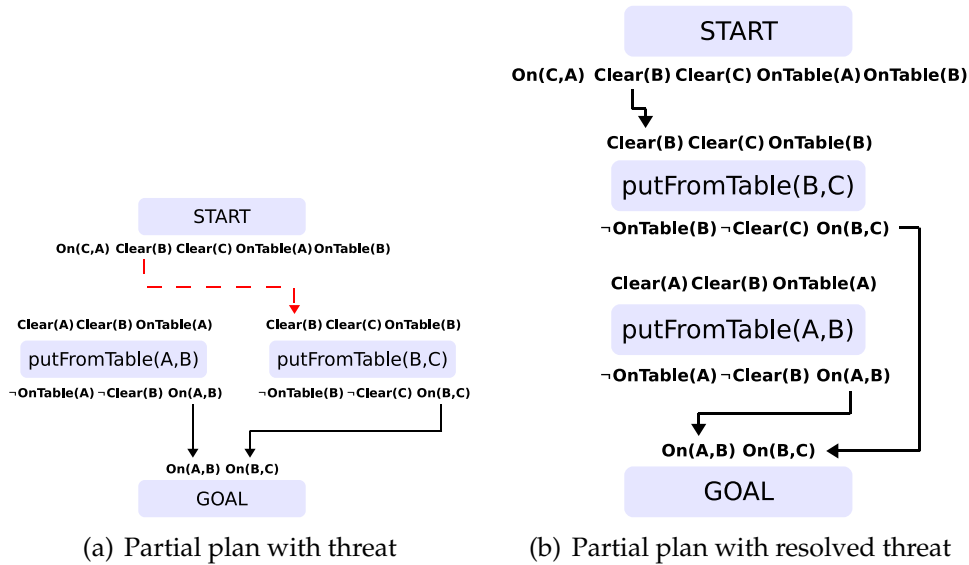 START
On(C,A) Clear(B) Clear(C) OnTable(A) OnTable(B)
Clear(A) Clear(B) OnTable(A)
putFromTable(A,B)
¬OnTable(A) ¬Clear(B) On(A,B)
Clear(B) Clear(C) OnTable(B)
putFromTable(B,C)
¬OnTable(B) ¬Clear(C) On(B,C)
On(A,B) On(B,C)
GOAL
(a) Partial plan with threat
START
On(C,A) Clear(B) Clear(C) OnTable(A) OnTable(B)
Clear(B) Clear(C) OnTable(B)
putFromTable(B,C)
¬OnTable(B) ¬Clear(C) On(B,C)
Clear(A) Clear(B) OnTable(A)
putFromTable(A,B)
¬OnTable(A) ¬Clear(B) On(A,B)
On(A,B) On(B,C)
GOAL
(b) Partial plan with resolved threat